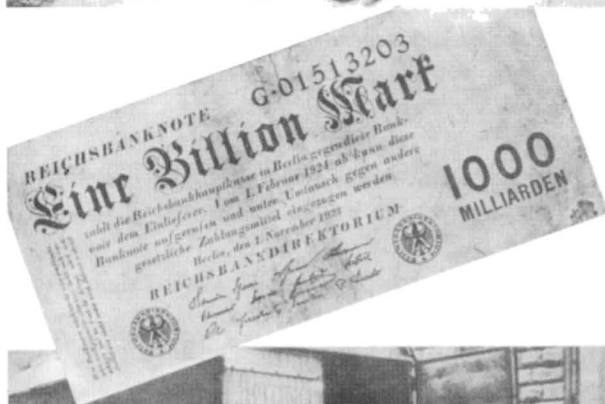 G·01513203
REICHSBANKNOTE
Eine Billion Mark
zahlt die Reichsbankhauptkasse in Berlin gegen diese Bank-
note dem Einlieferer. Vom 1. Februar 1924 ab kann diese
Banknote aufgerufen und unter Umtausch gegen andere
gesetzliche Zahlungsmittel eingezogen werden
Berlin, den 1. November 1923
REICHSBANKDIREKTORIUM
1000
MILLIARDEN